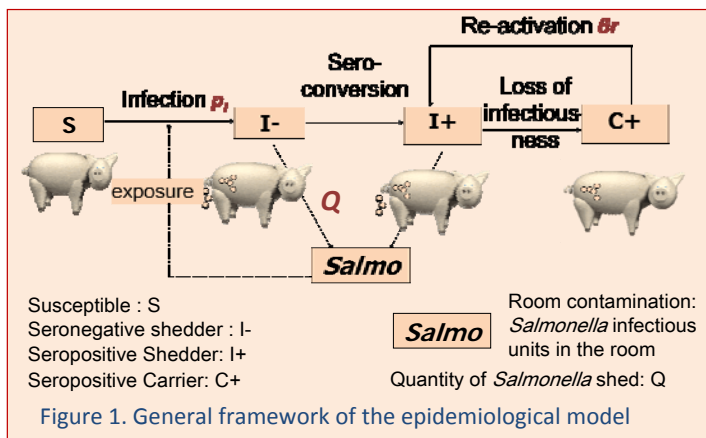 Re-activation θr
Sero-
conversion
Loss of
infectious-
ness
Infection pI
S
I-
I+
C+
exposure
Q
Salmo
Susceptible : S
Seronegative shedder : I-
Seropositive Shedder: I+
Seropositive Carrier: C+
Salmo
Room contamination:
Salmonella infectious
units in the room
Quantity of Salmonella shed: Q
Figure 1. General framework of the epidemiological model